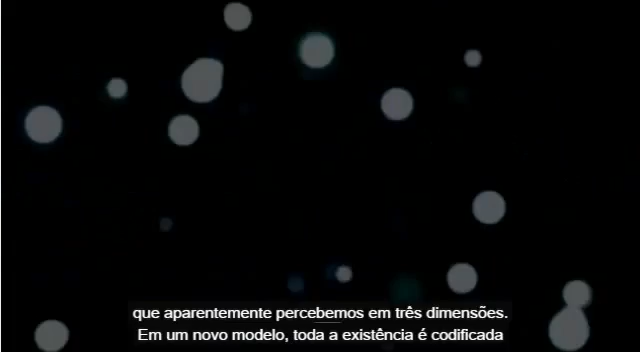 que aparentemente percebemos em três dimensões.
Em um novo modelo, toda a existência é codificada